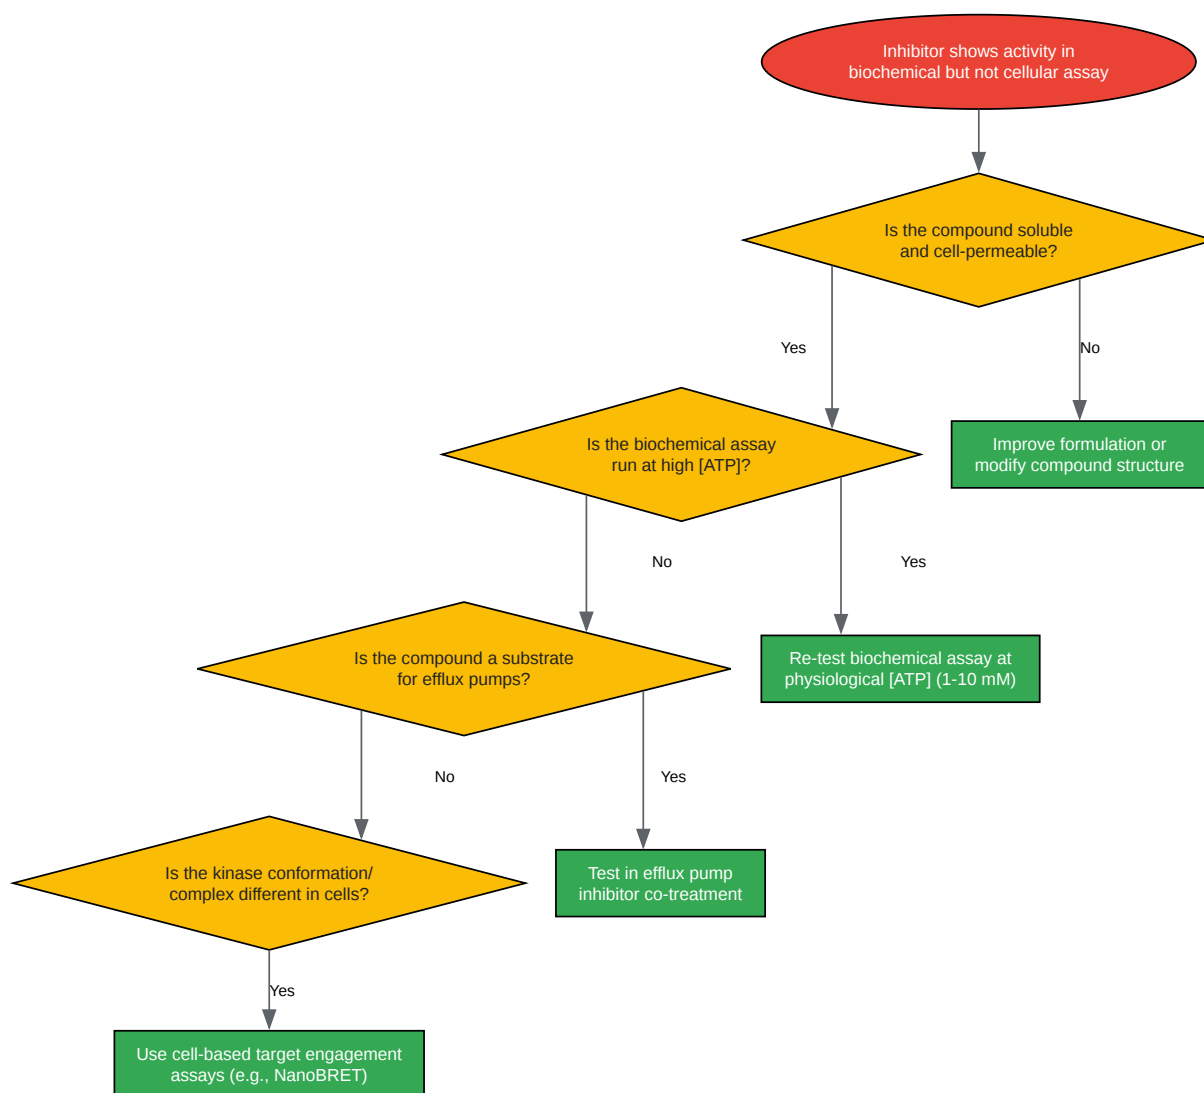 Inhibitor shows activity in
biochemical but not cellular assay
Is the compound soluble
and cell-permeable?
Yes
No
Is the biochemical assay
run at high [ATP]?
Improve formulation or
modify compound structure
No
Yes
Is the compound a substrate
for efflux pumps?
Re-test biochemical assay at
physiological [ATP] (1-10 mM)
No
Yes
Is the kinase conformation/
complex different in cells?
Test in efflux pump
inhibitor co-treatment
Yes
Use cell-based target engagement
assays (e.g., NanoBRET)